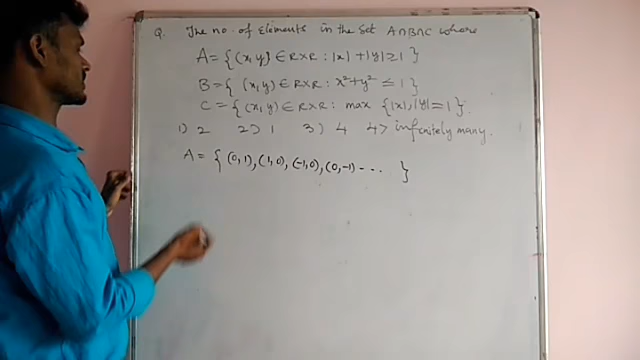 Q. The no. of Elements in the Set A∩B∩C where
A = { (x,y) ∈ R×R : |x| + |y| ≥ 1 }
B = { (x,y) ∈ R×R : x² + y² ≤ 1 }
C = { (x,y) ∈ R×R : max {|x|, |y| = 1 }.
1) 2 2) 1 3) 4 4) infinitely many.
A = { (0, 1), (1, 0), (-1, 0), (0, -1) --- }